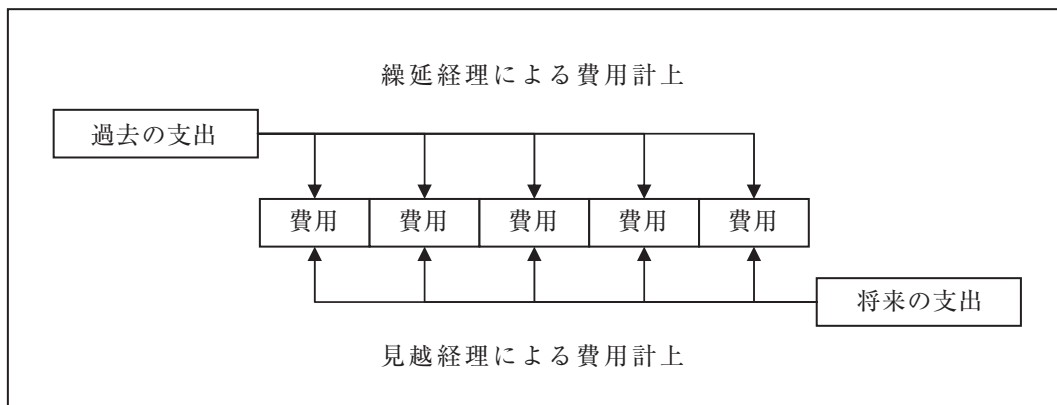 繰延経理による費用計上
過去の支出
費用 費用 費用 費用 費用
将来の支出
見越経理による費用計上